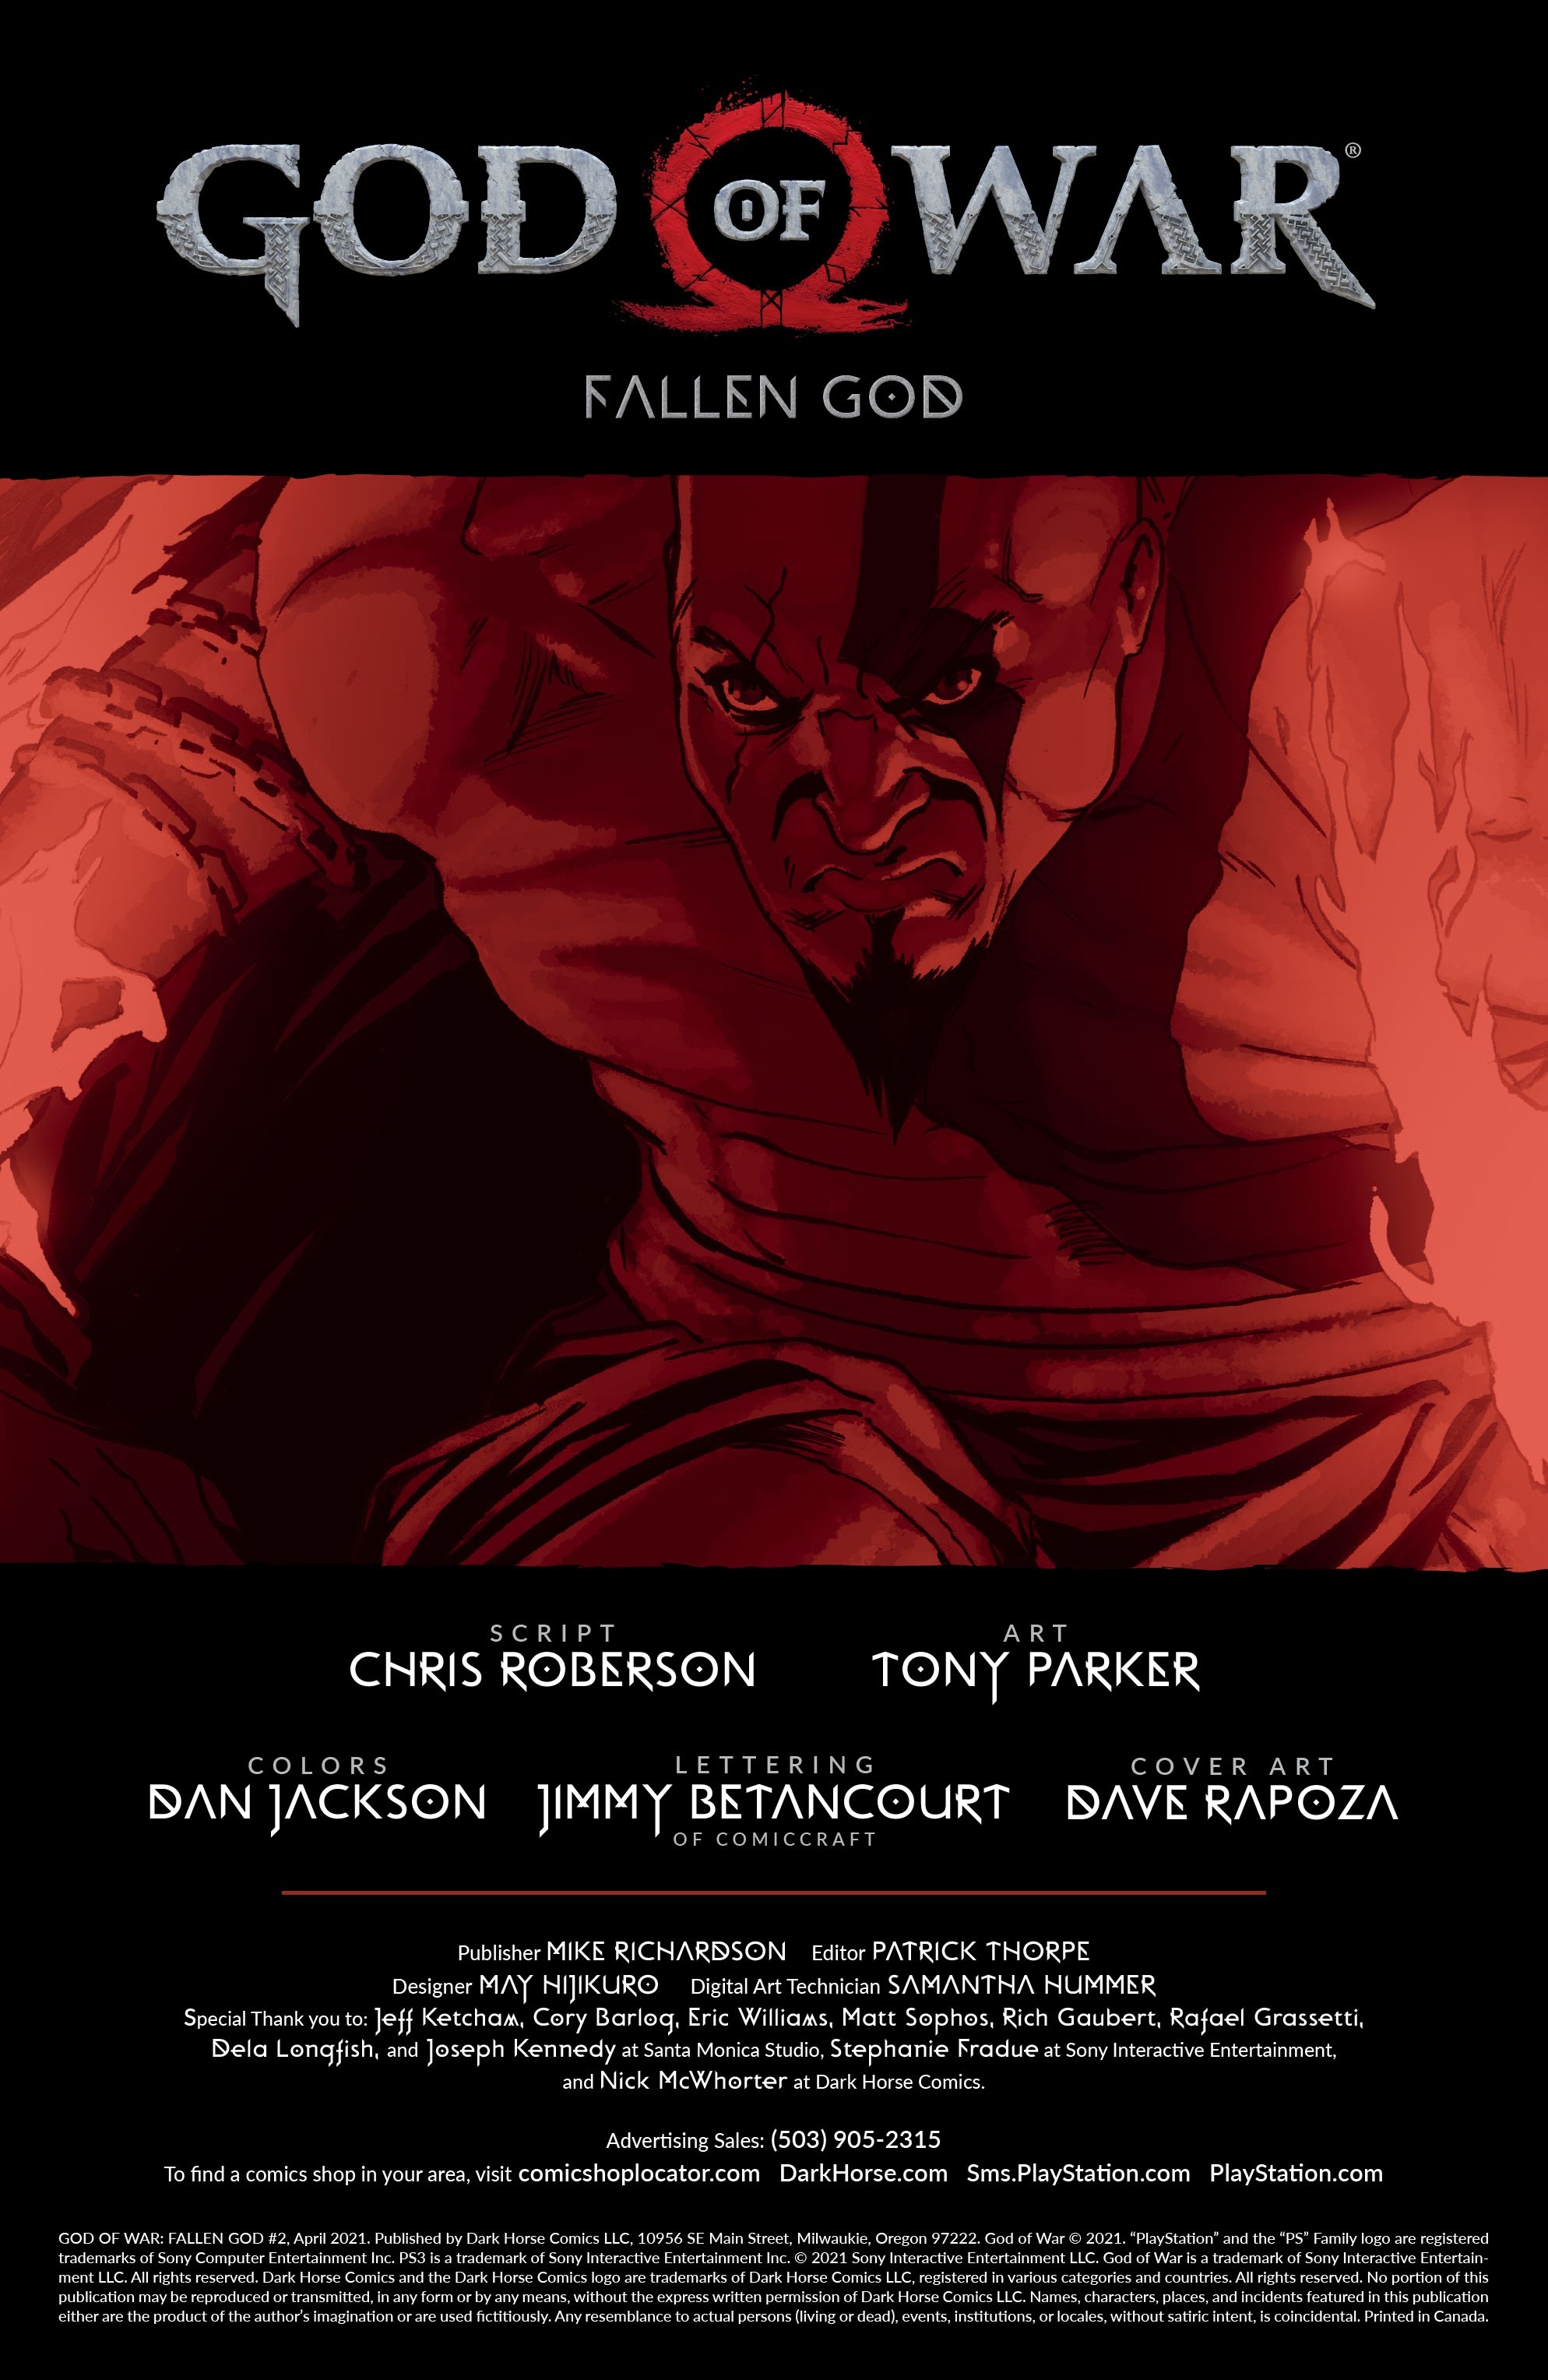 GOD OF WAR®
FALLEN GOD
SCRIPT
CHRIS ROBERSON
ART
TONY PARKER
COLORS
DAN JACKSON
LETTERING
JIMMY BETANCOURT
OF COMICCRAFT
COVER ART
DAVE RAPOZA
Publisher MIKE RICHARDSON Editor PATRICK THORPE
Designer MAY HIJIKURO Digital Art Technician SAMANTHA HUMMER
Special Thank you to: Jeff Ketcham, Cory Barlog, Eric Williams, Matt Sophos, Rich Gaubert, Rafael Grassetti,
Dela Longfish, and Joseph Kennedy at Santa Monica Studio, Stephanie Fradue at Sony Interactive Entertainment,
and Nick McWhorter at Dark Horse Comics.
Advertising Sales: (503) 905-2315
To find a comics shop in your area, visit comicshoplocator.com DarkHorse.com Sms.PlayStation.com PlayStation.com
GOD OF WAR: FALLEN GOD #2, April 2021. Published by Dark Horse Comics LLC, 10956 SE Main Street, Milwaukie, Oregon 97222. God of War © 2021. “PlayStation” and the “PS” Family logo are registered
trademarks of Sony Computer Entertainment Inc. PS3 is a trademark of Sony Interactive Entertainment Inc. © 2021 Sony Interactive Entertainment LLC. God of War is a trademark of Sony Interactive Entertain-
ment LLC. All rights reserved. Dark Horse Comics and the Dark Horse Comics logo are trademarks of Dark Horse Comics LLC, registered in various categories and countries. All rights reserved. No portion of this
publication may be reproduced or transmitted, in any form or by any means, without the express written permission of Dark Horse Comics LLC. Names, characters, places, and incidents featured in this publication
either are the product of the author’s imagination or are used fictitiously. Any resemblance to actual persons (living or dead), events, institutions, or locales, without satiric intent, is coincidental. Printed in Canada.